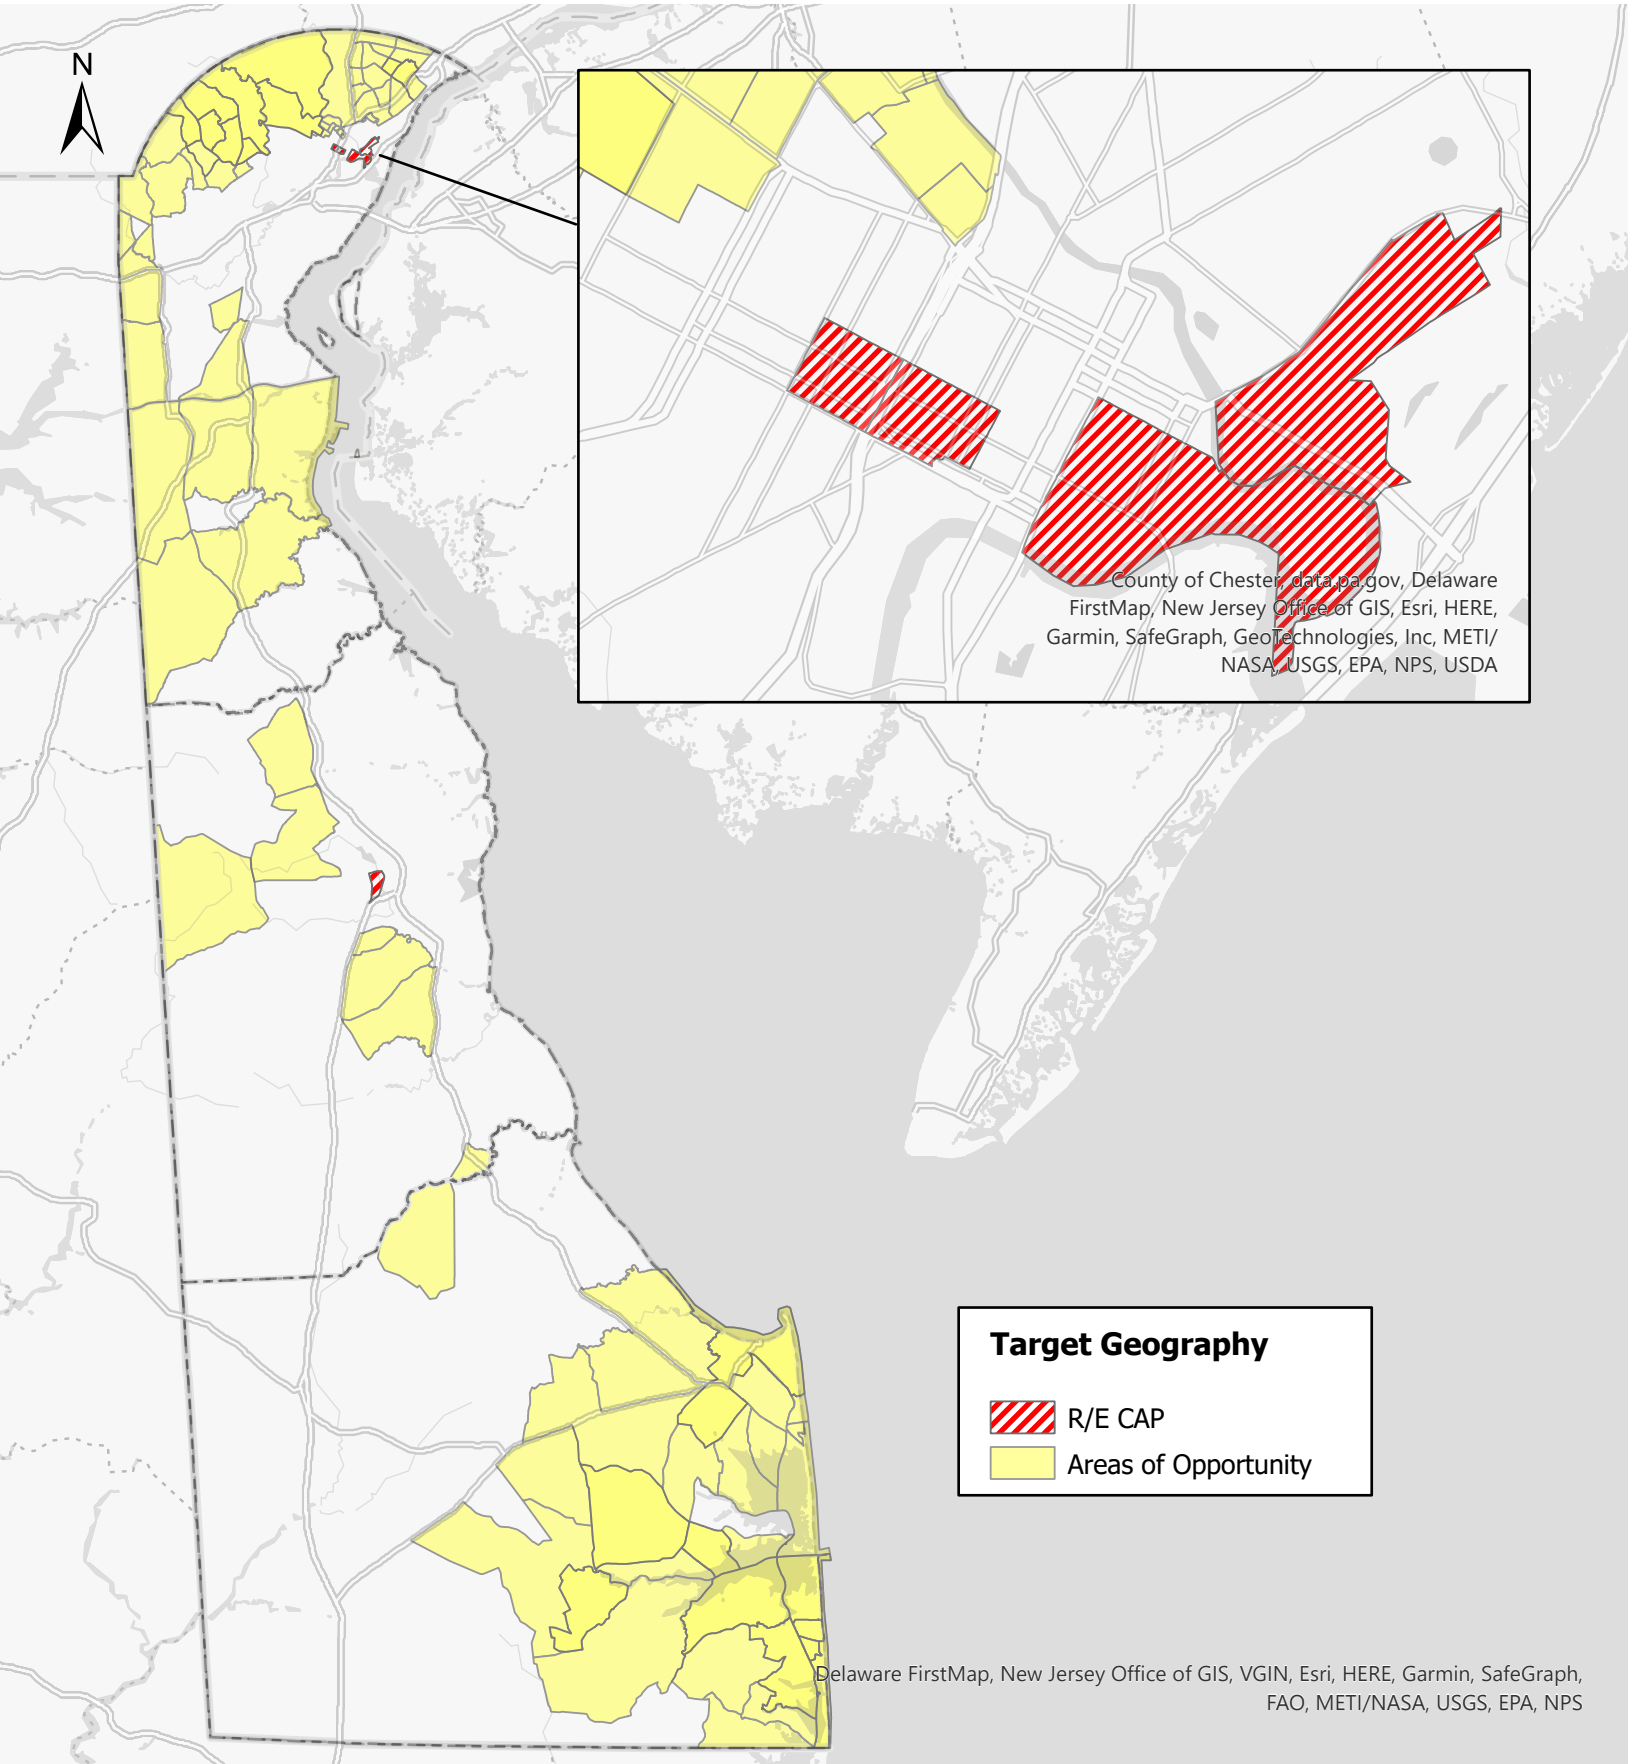 N
County of Chester, data.pa.gov, Delaware
FirstMap, New Jersey Office of GIS, Esri, HERE,
Garmin, SafeGraph, GeoTechnologies, Inc, METI/
NASA, USGS, EPA, NPS, USDA
Target Geography
R/E CAP
Areas of Opportunity
Delaware FirstMap, New Jersey Office of GIS, VGIN, Esri, HERE, Garmin, SafeGraph,
FAO, METI/NASA, USGS, EPA, NPS